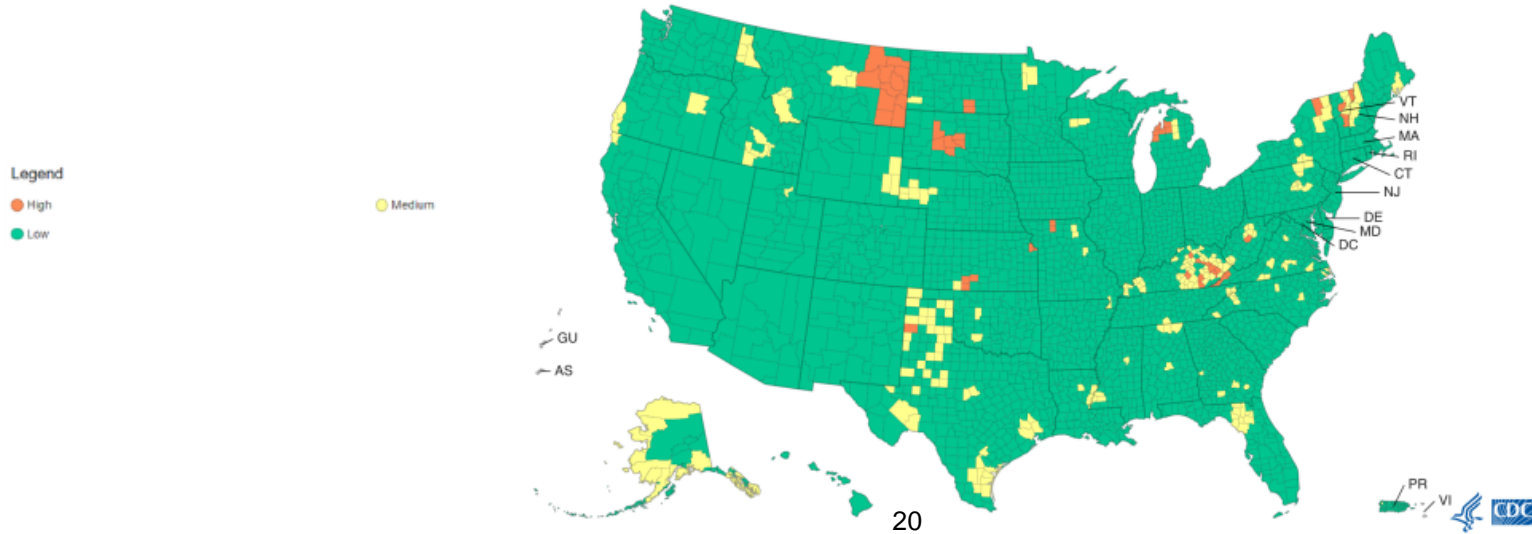 Legend
High
Medium
Low
VT
NH
MA
RI
CT
NJ
DE
MD
DC
GU
AS
PR
VI
CDC
20